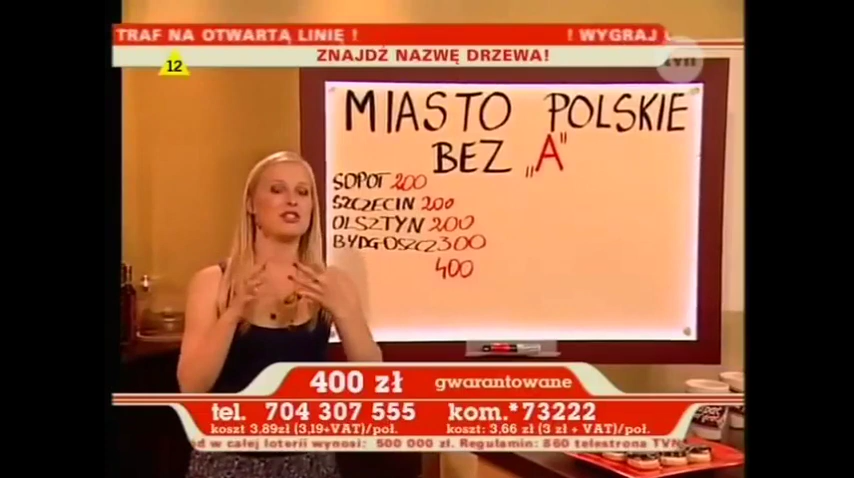 TRAF NA OTWARTĄ LINIĘ ! ! WYGRAJ
ZNAJDŹ NAZWĘ DRZEWA!
12
MIASTO POLSKIE
BEZ „A"
SOPOT 200
SZCZECIN 200
OLSZTYN 200
BYDGOSZCZ 300
400
400 zł gwarantowane
tel. 704 307 555 kom.*73222
koszt 3,89zł (3,19+VAT)/poł. koszt: 3,66 zł (3 zł + VAT)/poł.
w całej loterii wynosi: 500 000 zł. Regulamin: 860 telestrona TVN